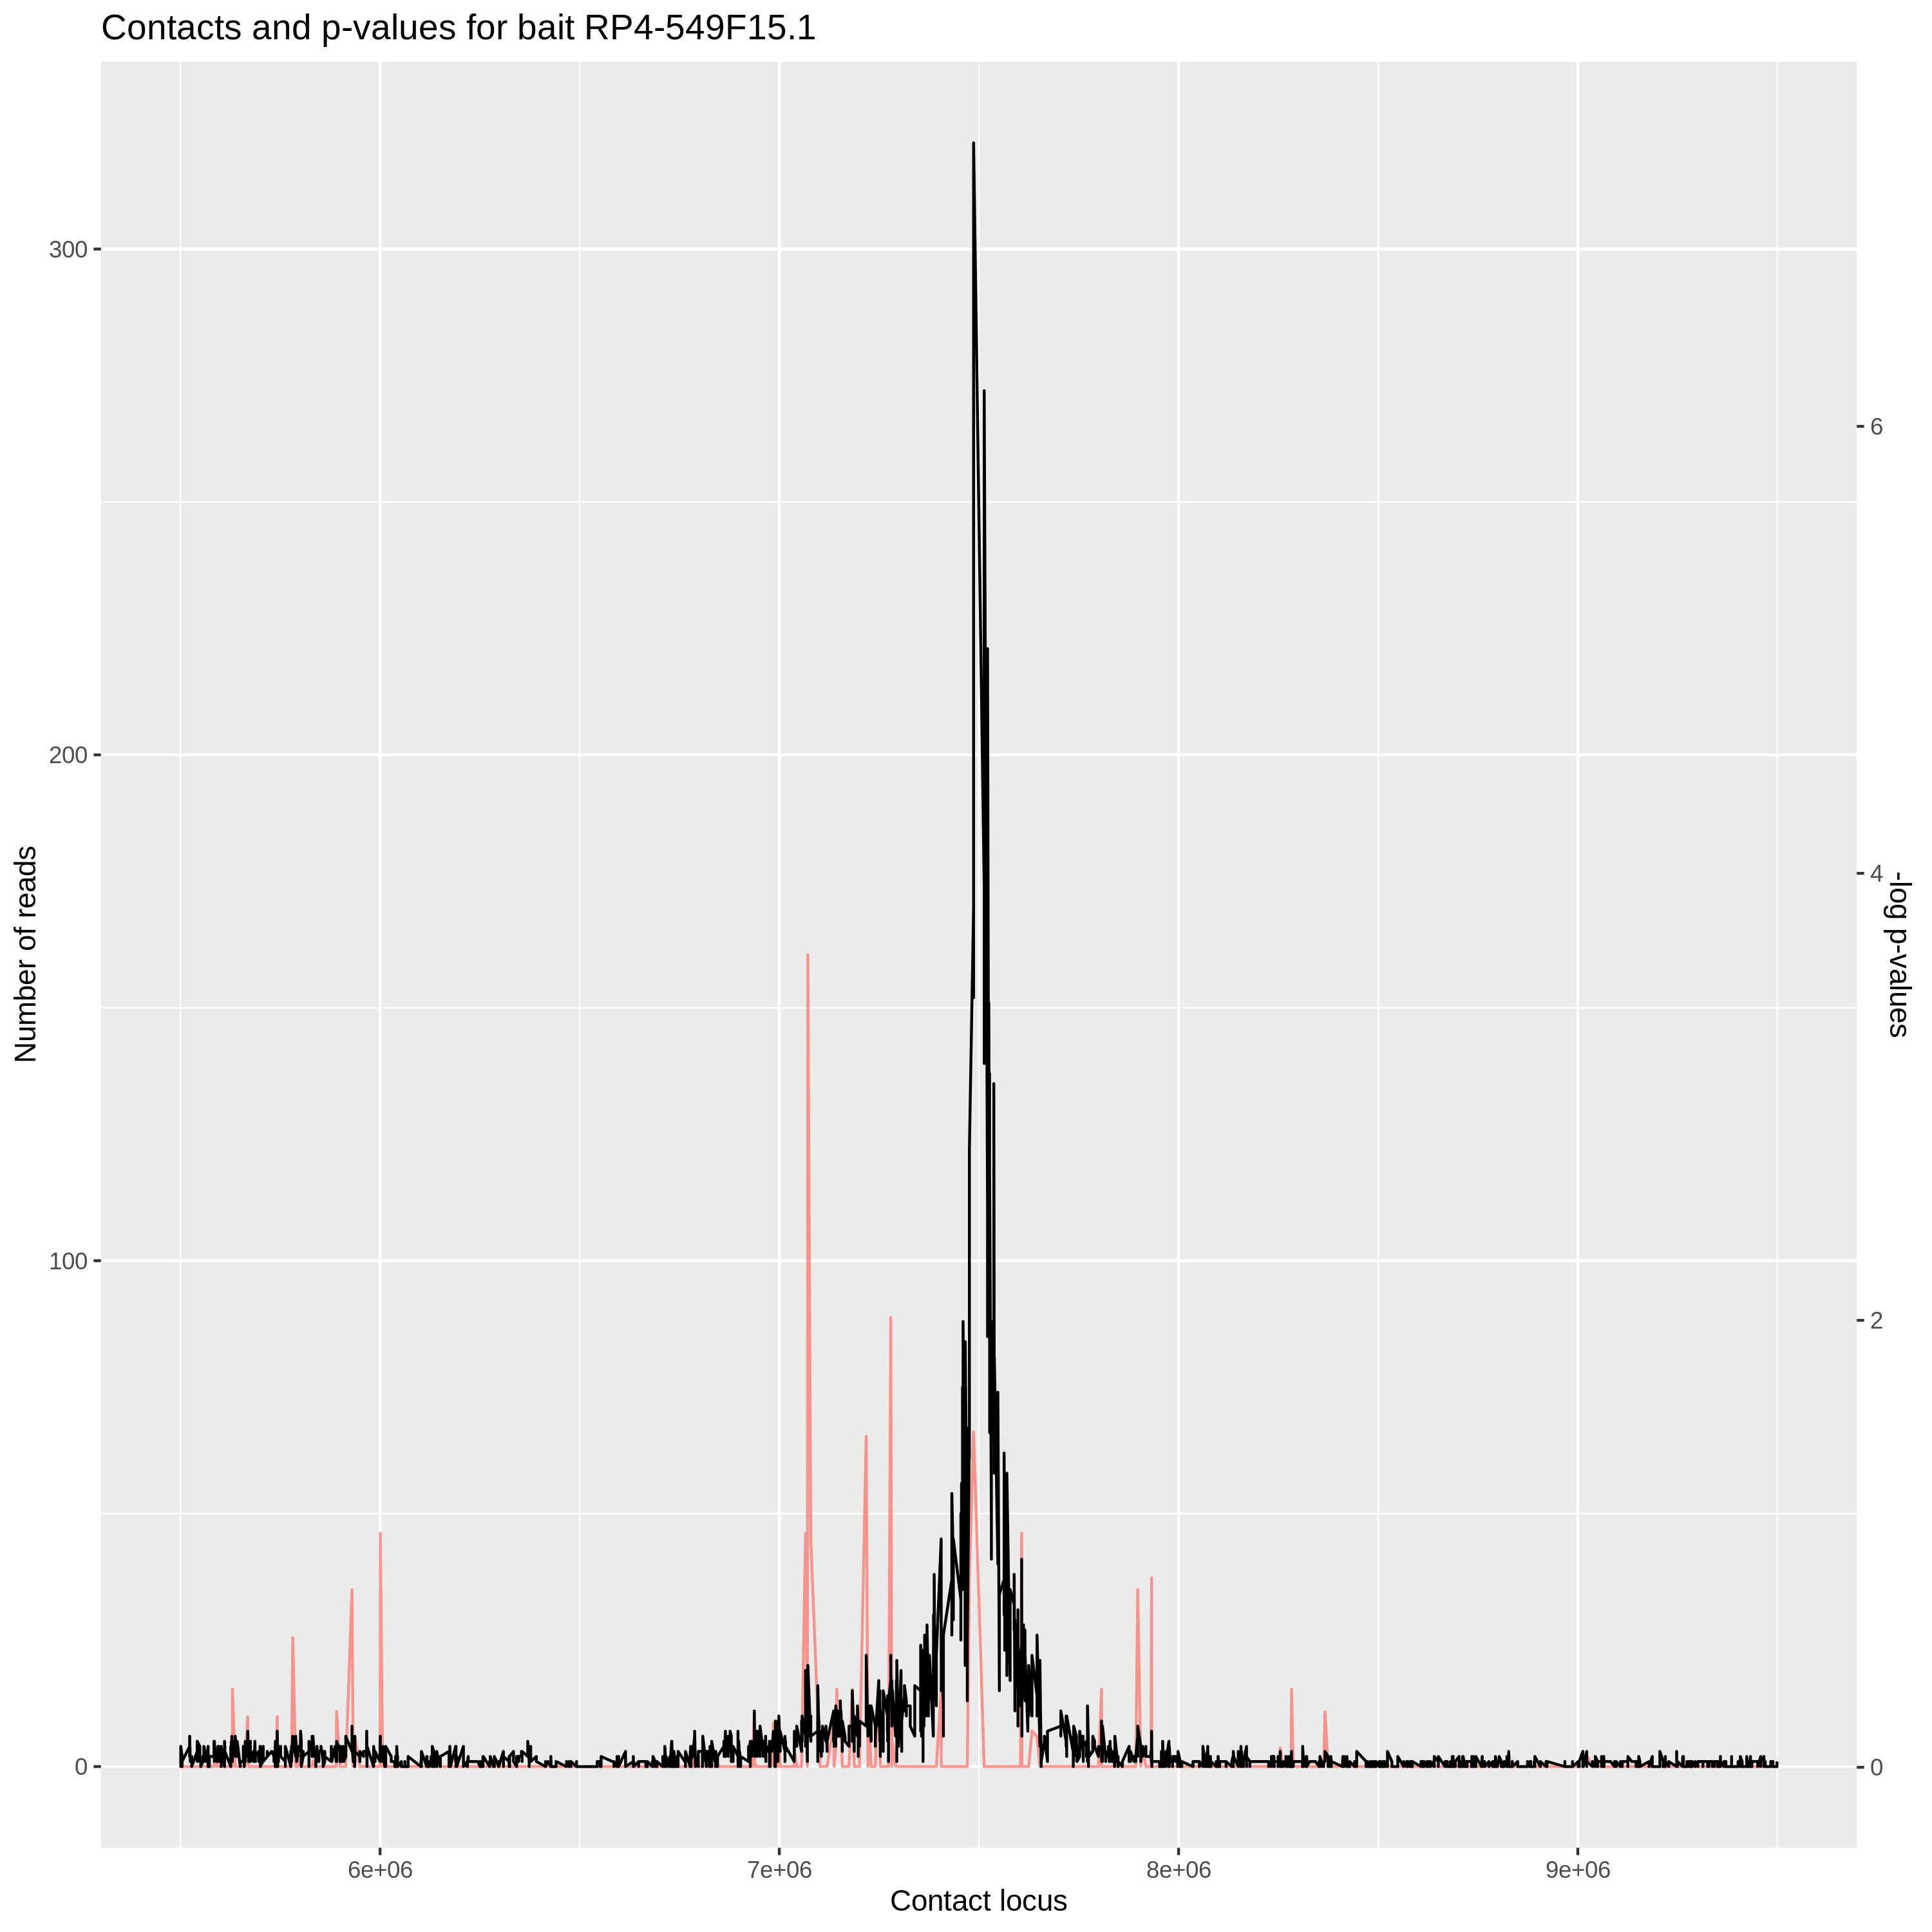 Contacts and p-values for bait RP4-549F15.1
300
200
100
0
Number of reads
6
4
2
0
-log p-values
6e+06
7e+06
8e+06
9e+06
Contact locus